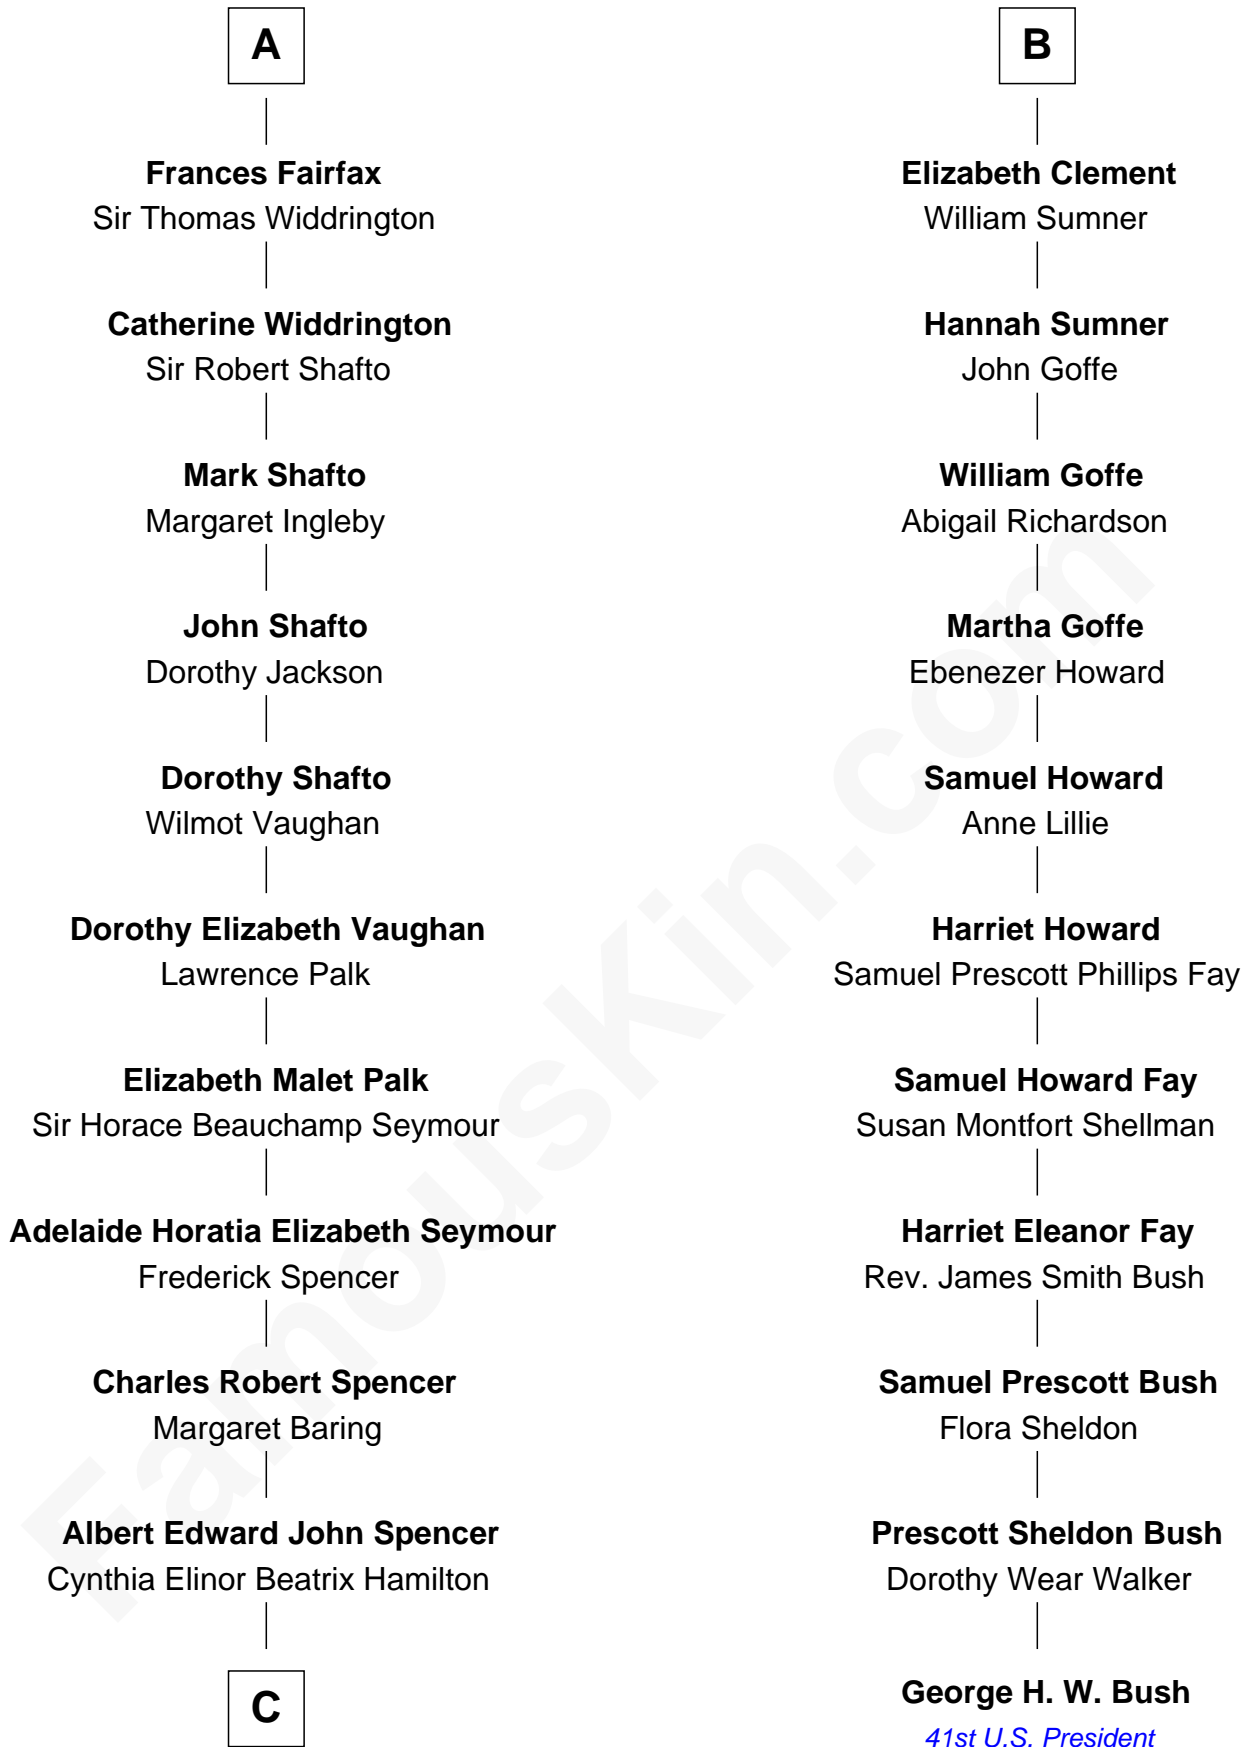 A
Frances Fairfax
Sir Thomas Widdrington
Catherine Widdrington
Sir Robert Shafto
Mark Shafto
Margaret Ingleby
John Shafto
Dorothy Jackson
Dorothy Shafto
Wilmot Vaughan
Dorothy Elizabeth Vaughan
Lawrence Palk
Elizabeth Malet Palk
Sir Horace Beauchamp Seymour
Adelaide Horatia Elizabeth Seymour
Frederick Spencer
Charles Robert Spencer
Margaret Baring
Albert Edward John Spencer
Cynthia Elinor Beatrix Hamilton
C
B
Elizabeth Clement
William Sumner
Hannah Sumner
John Goffe
William Goffe
Abigail Richardson
Martha Goffe
Ebenezer Howard
Samuel Howard
Anne Lillie
Harriet Howard
Samuel Prescott Phillips Fay
Samuel Howard Fay
Susan Montfort Shellman
Harriet Eleanor Fay
Rev. James Smith Bush
Samuel Prescott Bush
Flora Sheldon
Prescott Sheldon Bush
Dorothy Wear Walker
George H. W. Bush
41st U.S. President
FamousKin.com